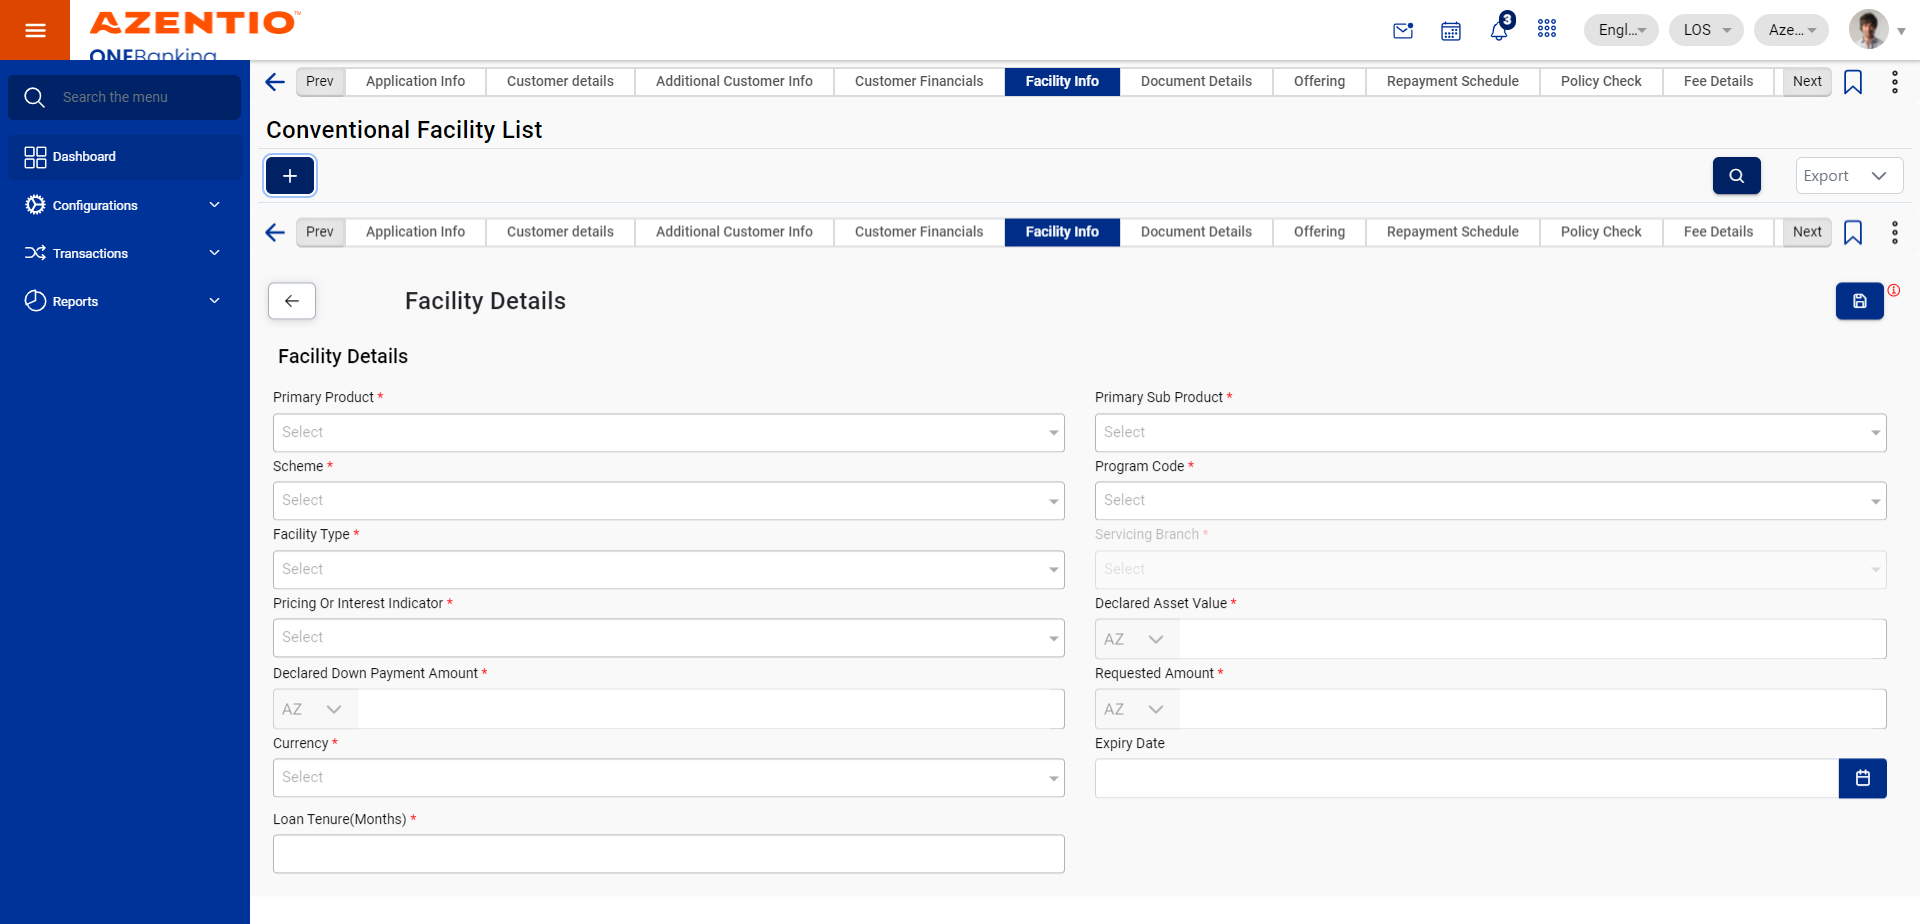 AZENTIO™
ONEBanking
3
Engl...
LOS
Aze...
Search the menu
Dashboard
Configurations
Transactions
Reports
Prev
Application Info
Customer details
Additional Customer Info
Customer Financials
Facility Info
Document Details
Offering
Repayment Schedule
Policy Check
Fee Details
Next
Conventional Facility List
+
Export
Prev
Application Info
Customer details
Additional Customer Info
Customer Financials
Facility Info
Document Details
Offering
Repayment Schedule
Policy Check
Fee Details
Next
Facility Details
Facility Details
Primary Product *
Select
Primary Sub Product *
Select
Scheme *
Select
Program Code *
Select
Facility Type *
Select
Servicing Branch *
Select
Pricing Or Interest Indicator *
Select
Declared Asset Value *
AZ
Declared Down Payment Amount *
AZ
Requested Amount *
AZ
Currency *
Select
Expiry Date
Loan Tenure(Months) *